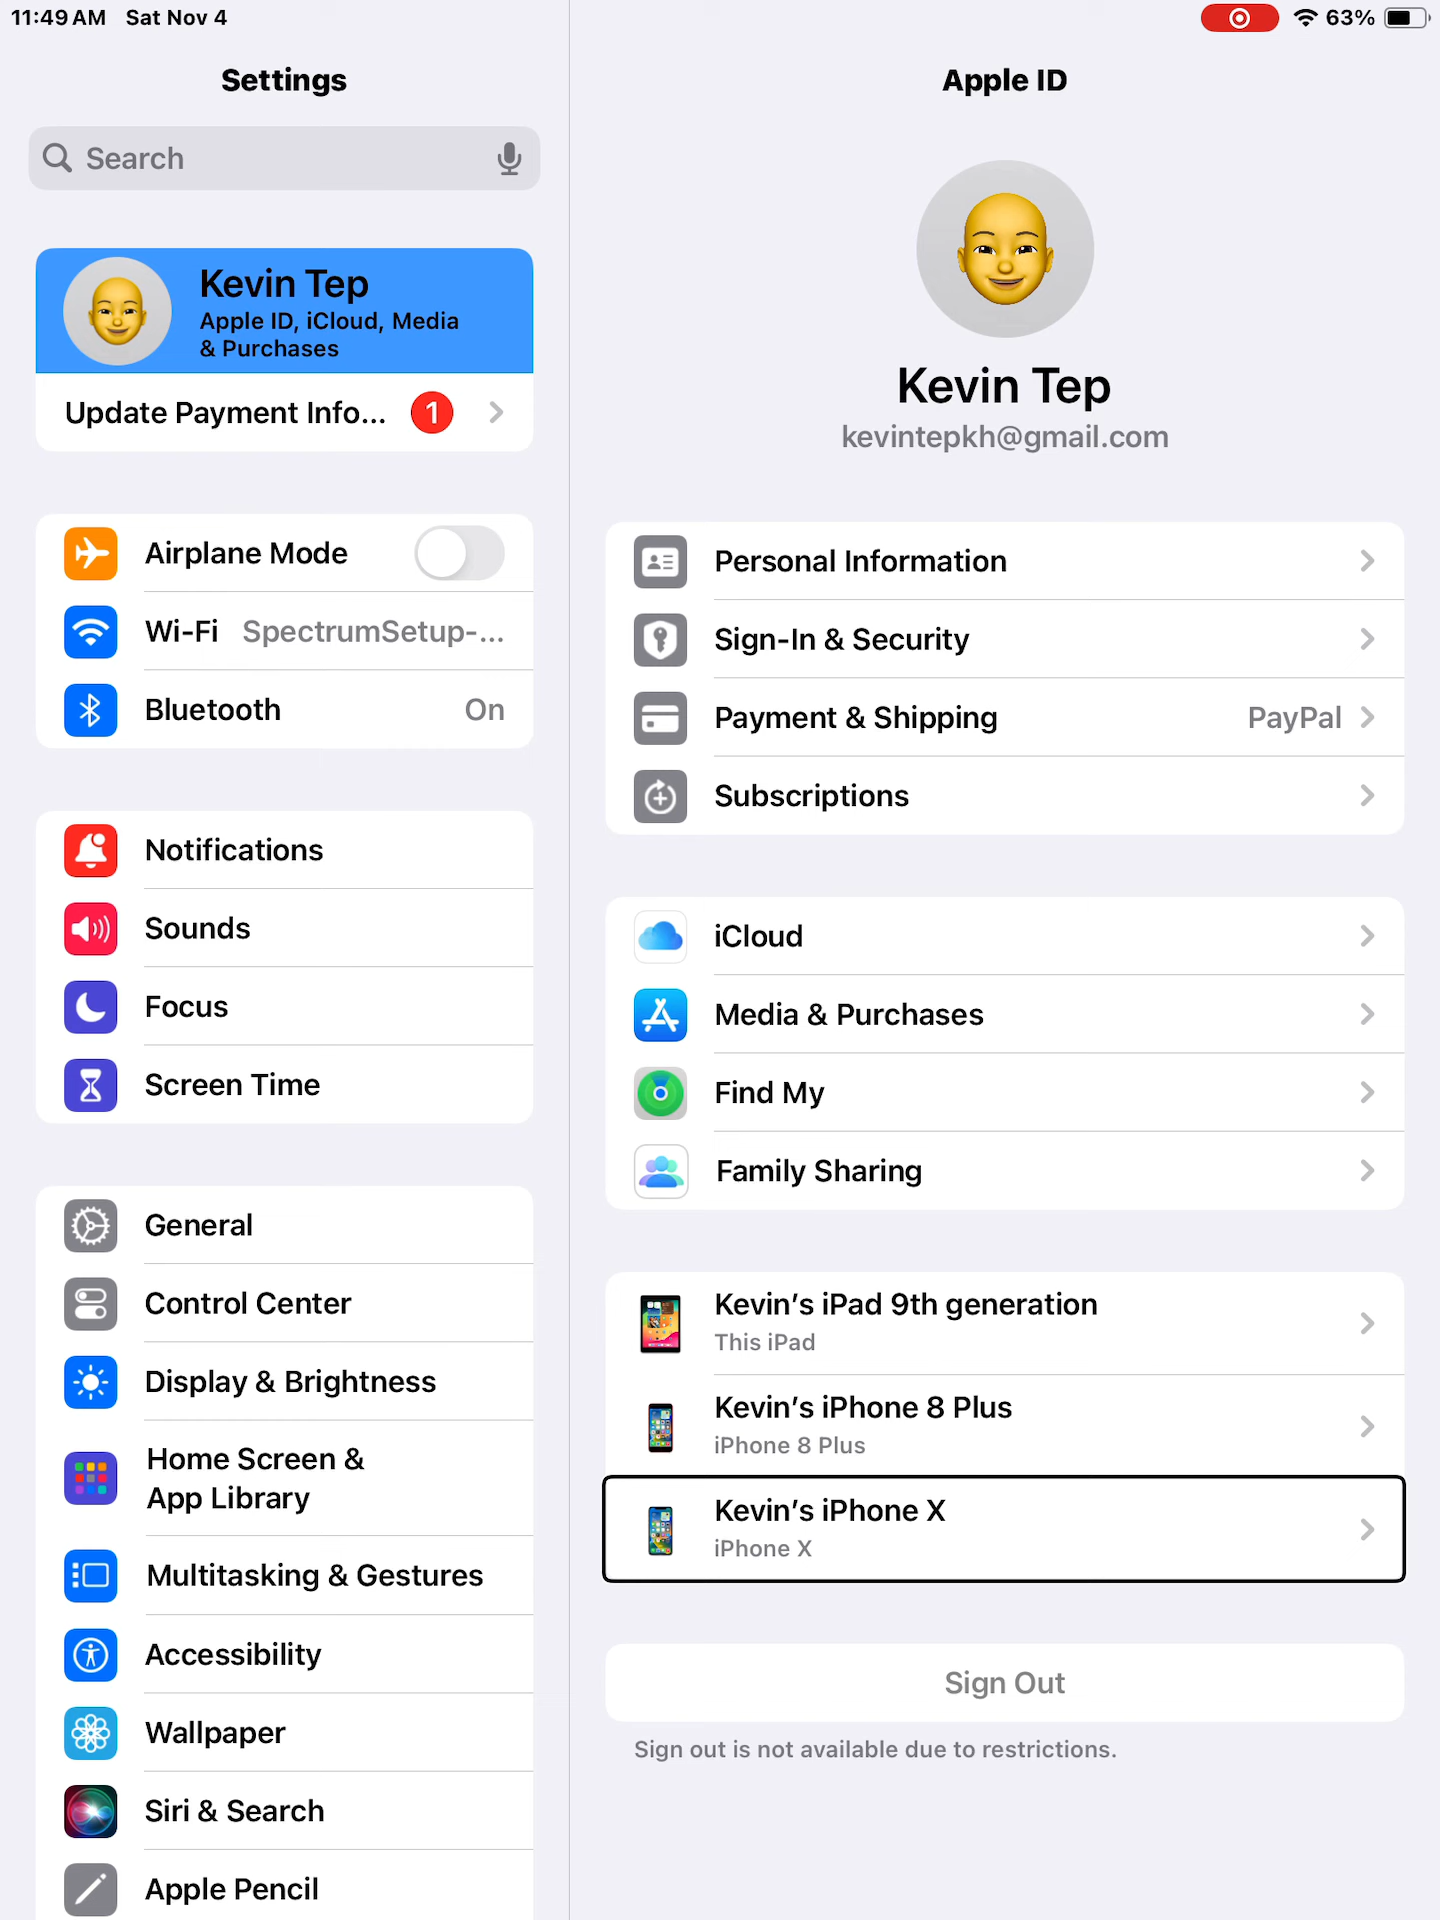 11:49 AM Sat Nov 4
63%
Settings
Search
Kevin Tep
Apple ID, iCloud, Media
& Purchases
Update Payment Info... 1
Airplane Mode
Wi-Fi SpectrumSetup-...
Bluetooth On
Notifications
Sounds
Focus
Screen Time
General
Control Center
Display & Brightness
Home Screen &
App Library
Multitasking & Gestures
Accessibility
Wallpaper
Siri & Search
Apple Pencil
Apple ID
Kevin Tep
kevintepkh@gmail.com
Personal Information
Sign-In & Security
Payment & Shipping PayPal
Subscriptions
iCloud
Media & Purchases
Find My
Family Sharing
Kevin’s iPad 9th generation
This iPad
Kevin’s iPhone 8 Plus
iPhone 8 Plus
Kevin’s iPhone X
iPhone X
Sign Out
Sign out is not available due to restrictions.